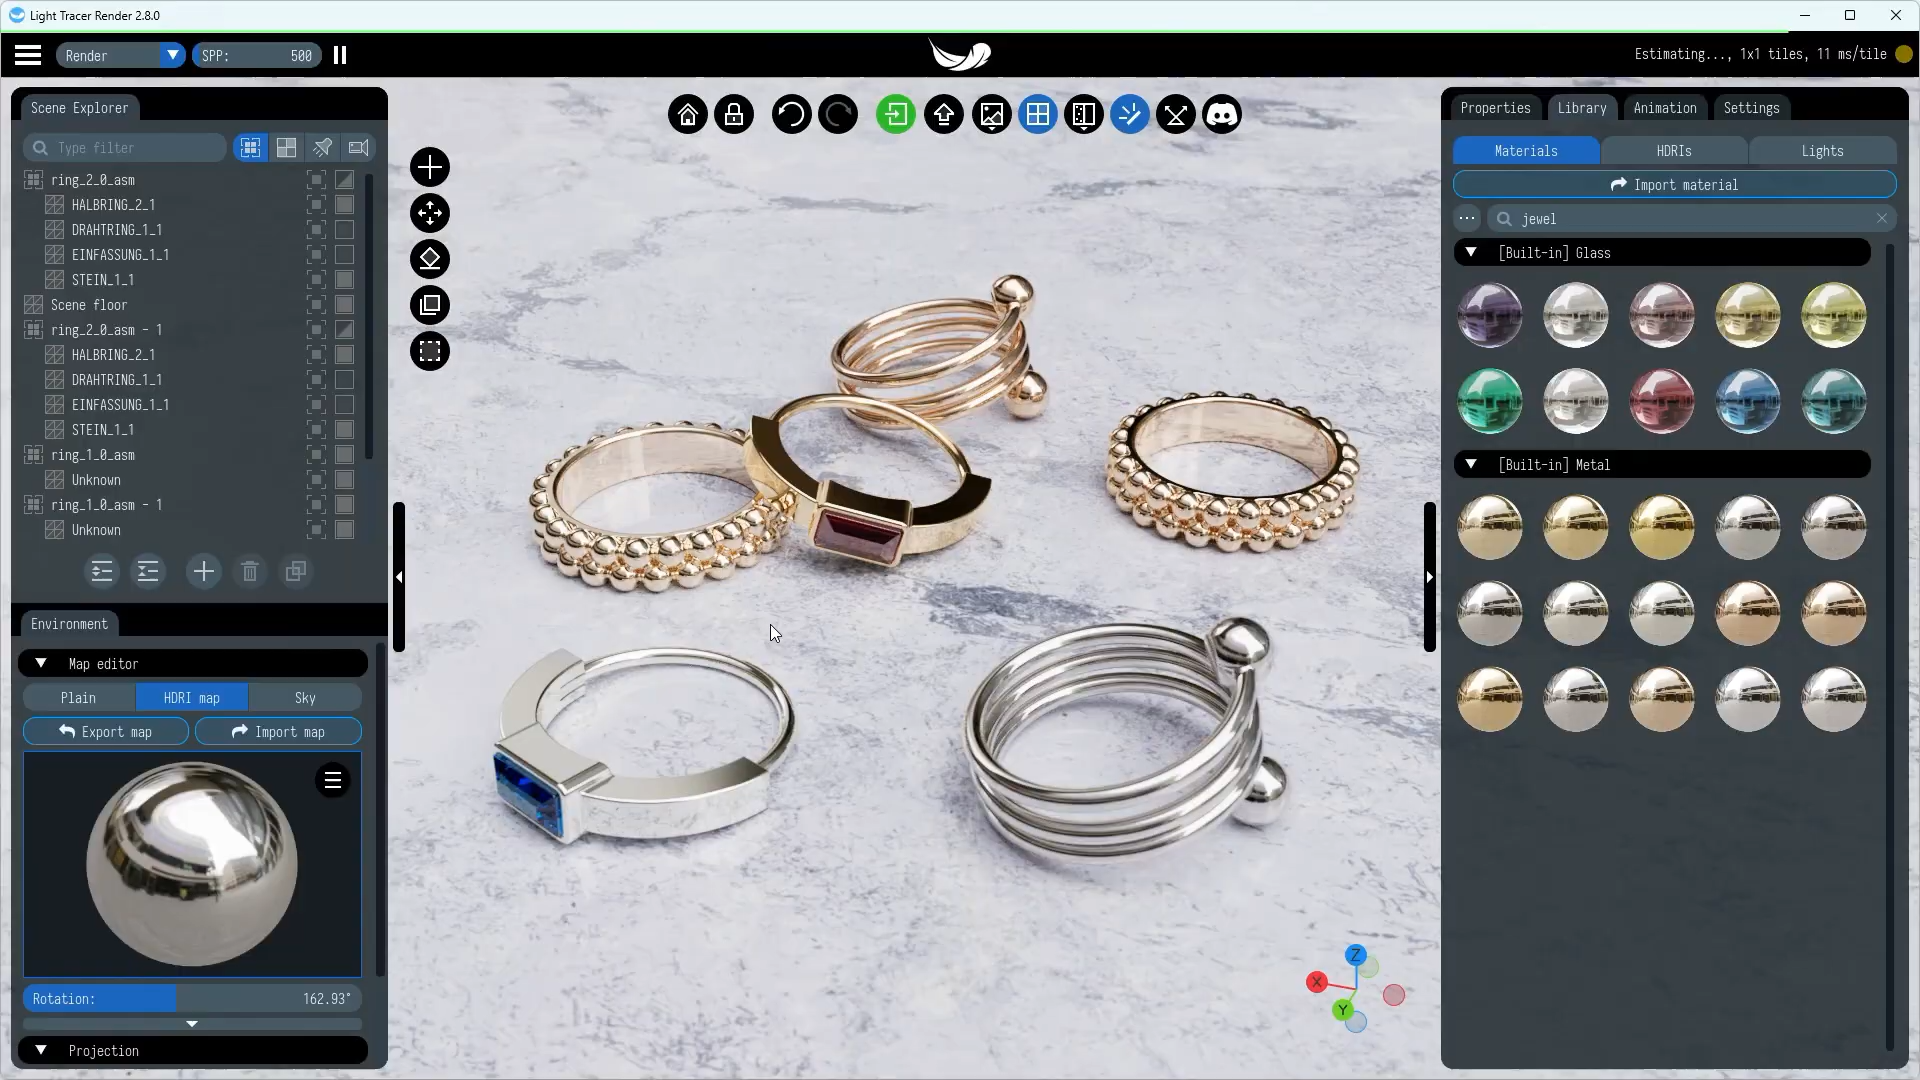 Light Tracer Render 2.8.0
Render
SPP: 500
Estimating..., 1x1 tiles, 11 ms/tile
Scene Explorer
Type filter
ring_2_0_asm
HALBRING_2_1
DRAHTRING_1_1
EINFASSUNG_1_1
STEIN_1_1
Scene floor
ring_2_0_asm - 1
HALBRING_2_1
DRAHTRING_1_1
EINFASSUNG_1_1
STEIN_1_1
ring_1_0_asm
Unknown
ring_1_0_asm - 1
Unknown
Environment
Map editor
Plain HDRI map Sky
Export map Import map
Rotation: 162.93°
Projection
Z
X
Y
Properties Library Animation Settings
Materials HDRIs Lights
Import material
jewel
[Built-in] Glass
[Built-in] Metal